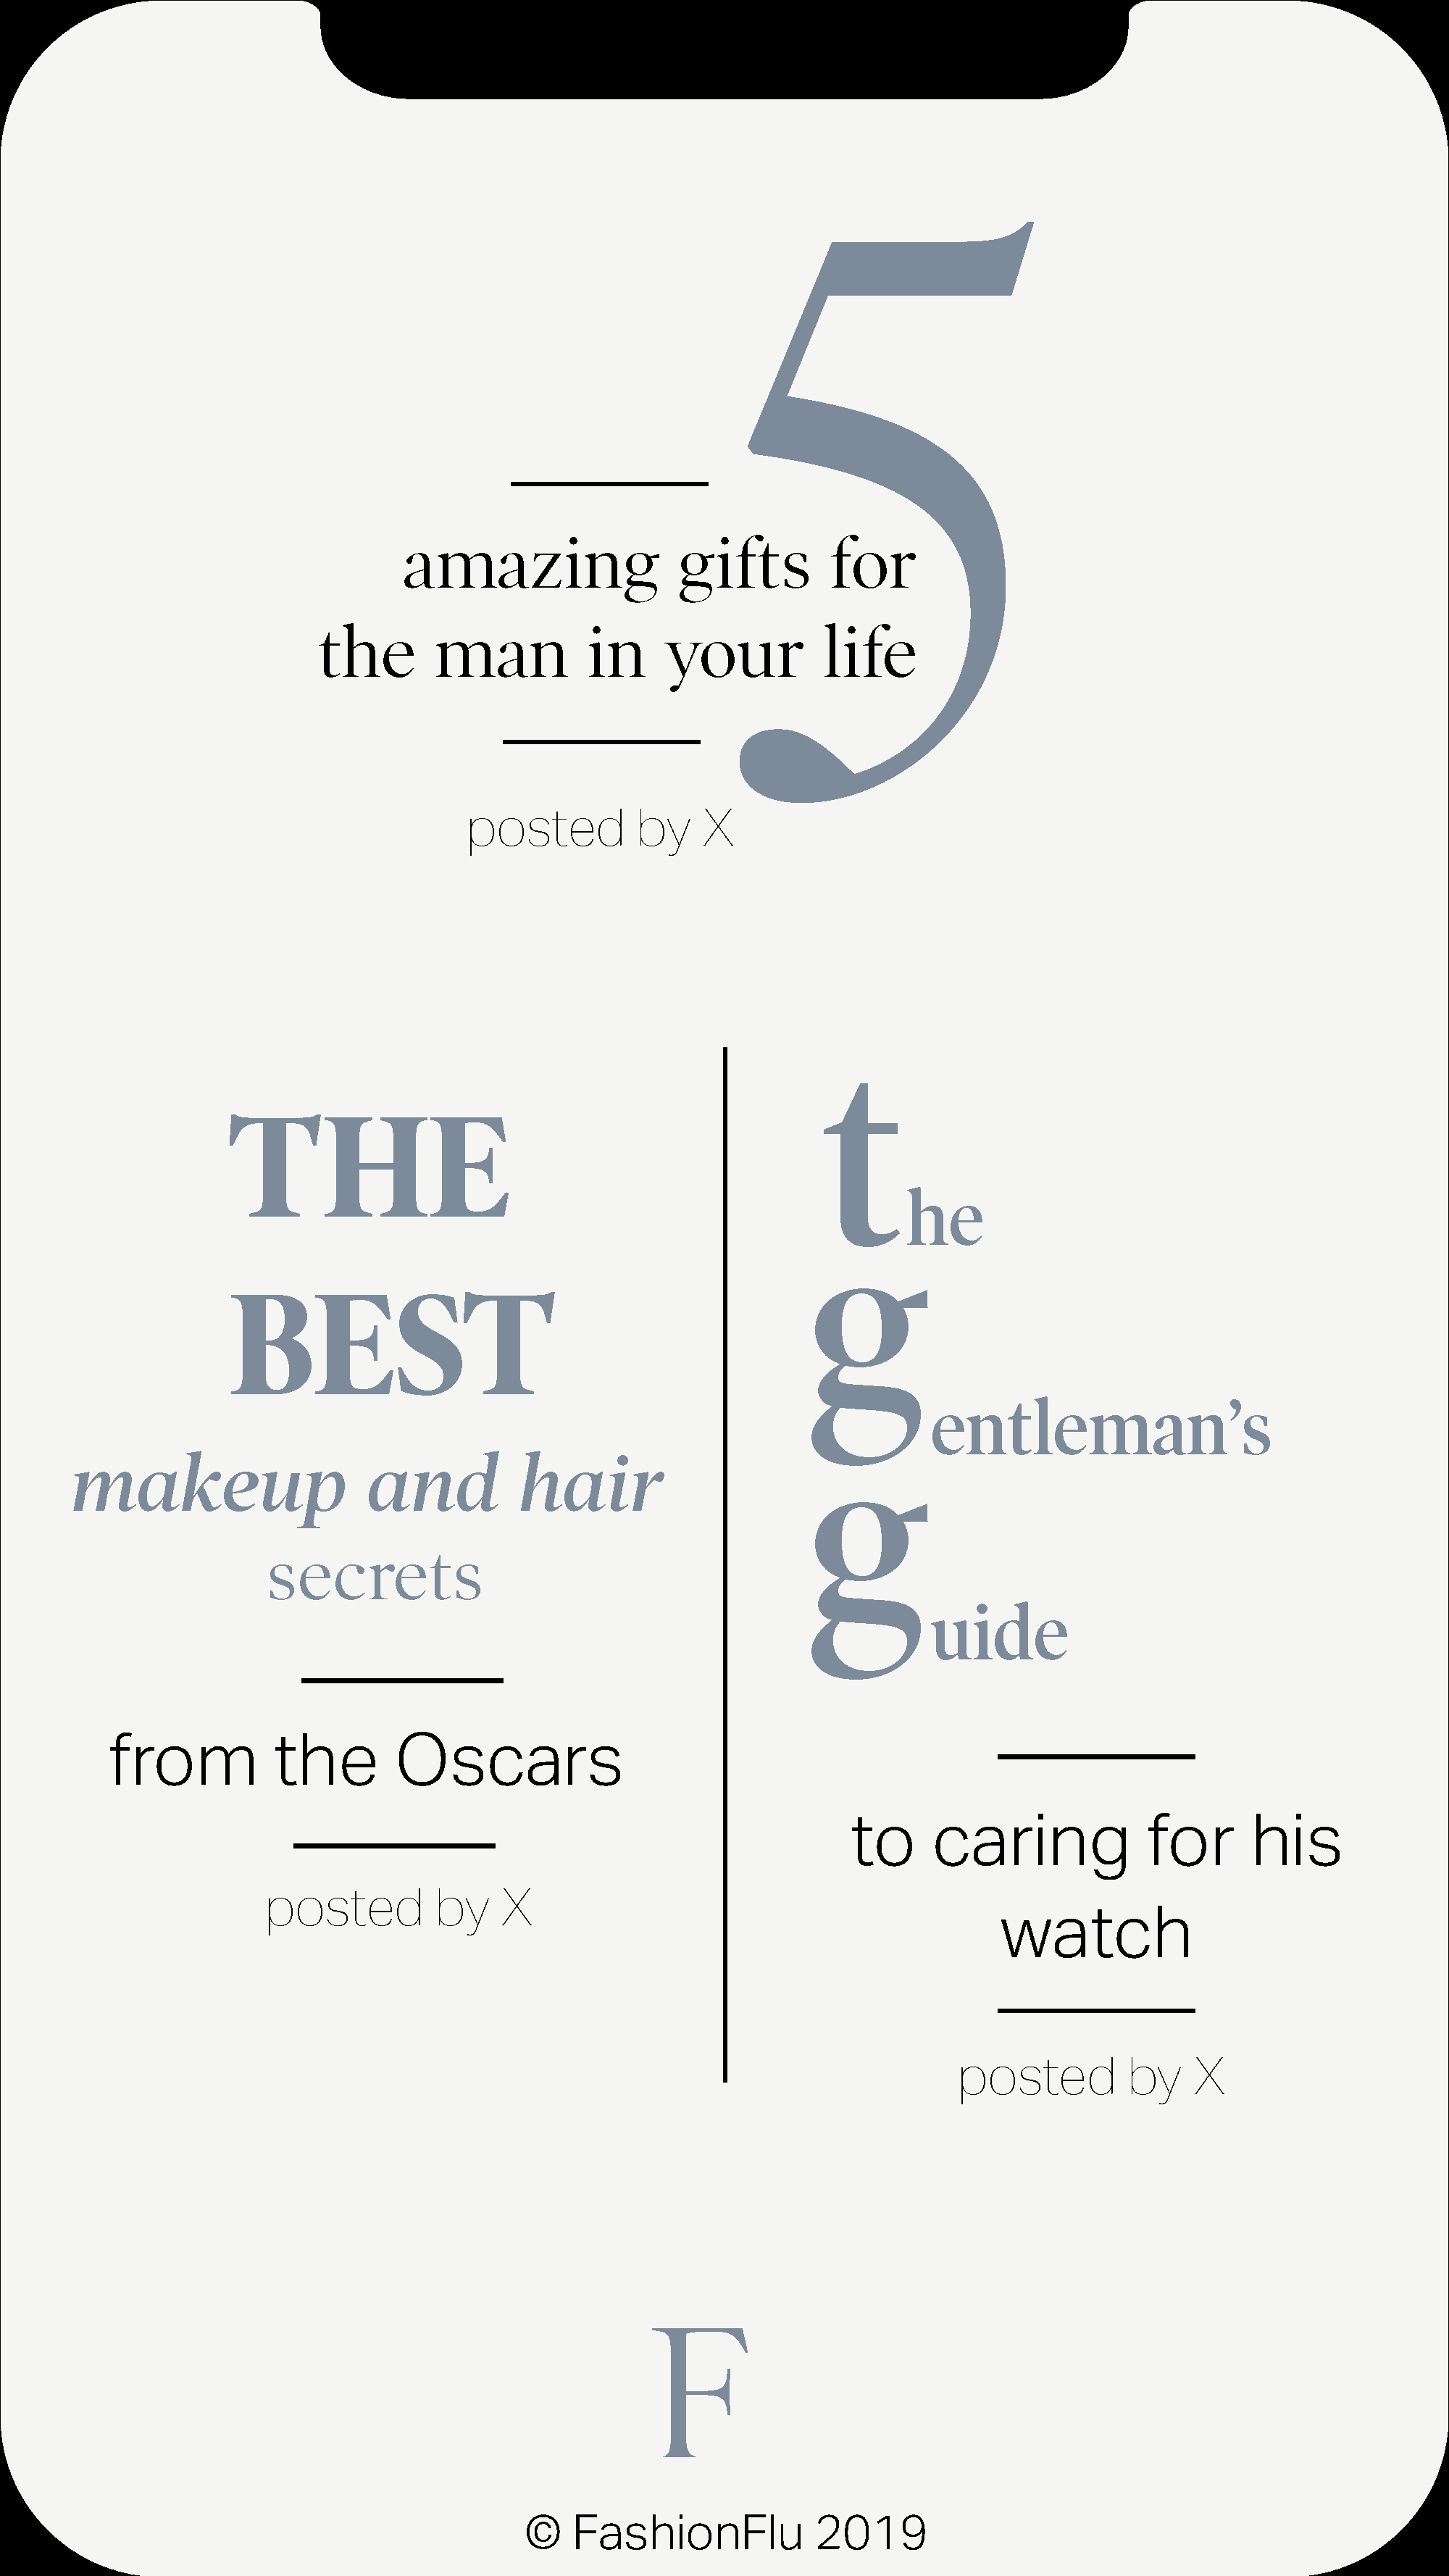 5
amazing gifts for
the man in your life
posted by X
THE
BEST
makeup and hair
secrets
from the Oscars
posted by X
the
gentleman’s
guide
to caring for his
watch
posted by X
F
© FashionFlu 2019